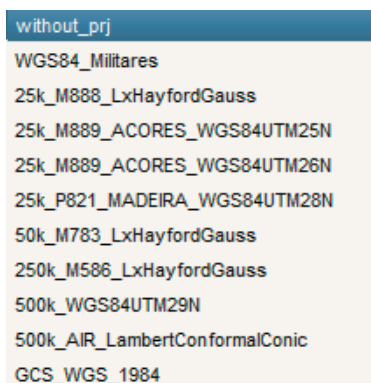 without_prj
WGS84_Militares
25k_M888_LxHayfordGauss
25k_M889_ACORES_WGS84UTM25N
25k_M889_ACORES_WGS84UTM26N
25k_P821_MADEIRA_WGS84UTM28N
50k_M783_LxHayfordGauss
250k_M586_LxHayfordGauss
500k_WGS84UTM29N
500k_AIR_LambertConformalConic
GCS_WGS_1984